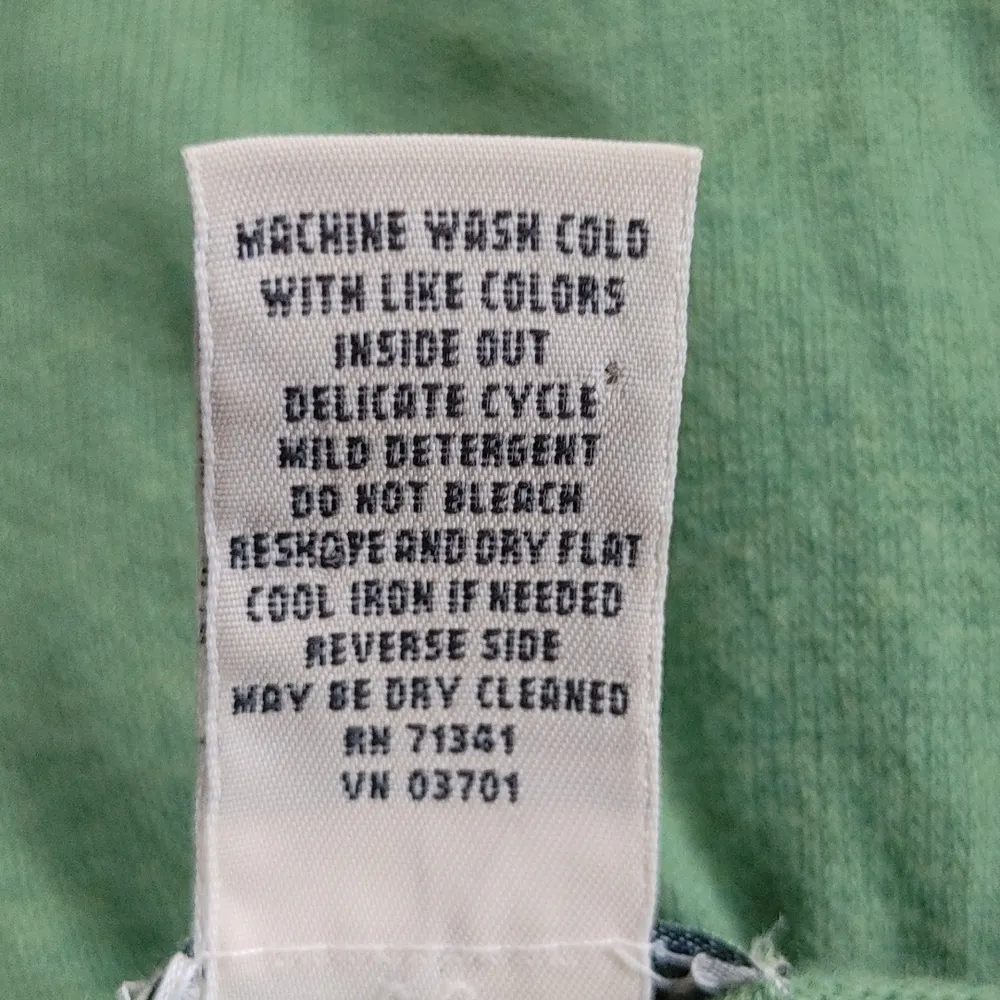 MACHINE WASH COLD
WITH LIKE COLORS
INSIDE OUT
DELICATE CYCLE
MILD DETERGENT
DO NOT BLEACH
RESHAPE AND DRY FLAT
COOL IRON IF NEEDED
REVERSE SIDE
MAY BE DRY CLEANED
RN 71341
VN 03701